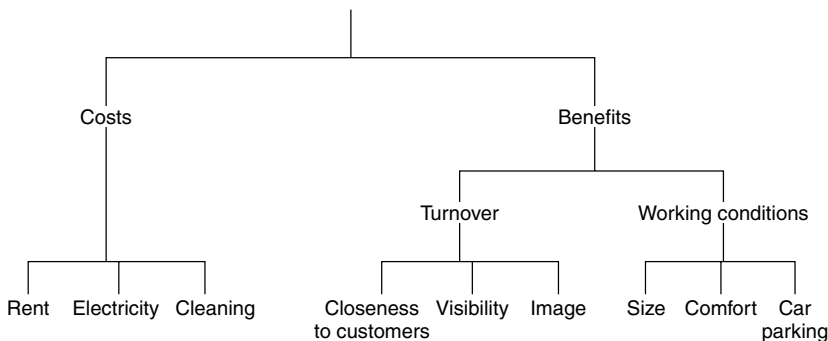 Costs
Benefits
Turnover
Working conditions
Rent
Electricity
Cleaning
Closeness
to customers
Visibility
Image
Size
Comfort
Car
parking